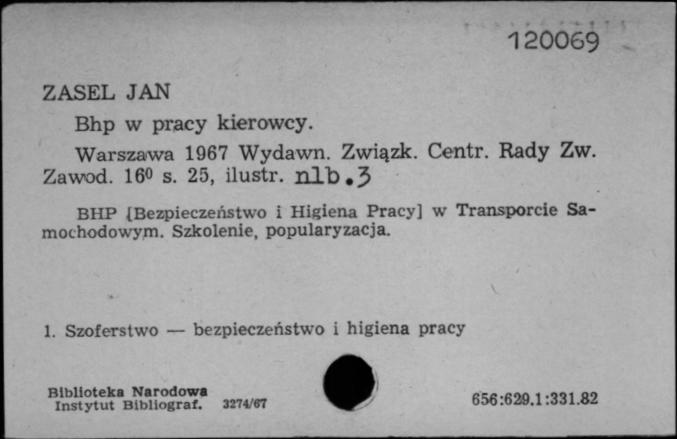 120069
ZASEL JAN
Bhp w pracy kierowcy.
Warszawa 1967 Wydawn. Związk. Centr. Rady Zw.
Zawod. 16⁰ s. 25, ilustr. nlb.3
BHP [Bezpieczeństwo i Higiena Pracy] w Transporcie Sa-
mochodowym. Szkolenie, popularyzacja.
1. Szoferstwo — bezpieczeństwo i higiena pracy
Biblioteka Narodowa
Instytut Bibliograf. 3274/67
656:629.1:331.82